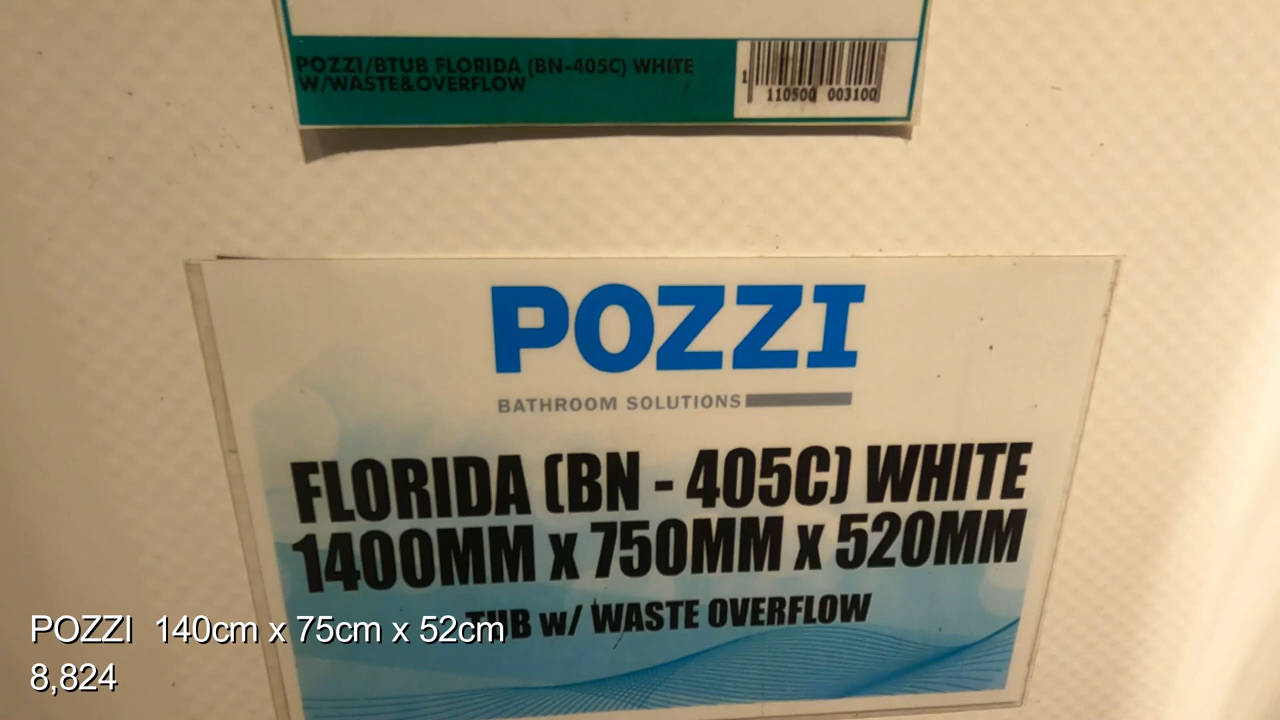 POZZI/BTUB FLORIDA (BN-405C) WHITE
W/WASTE&OVERFLOW
1 110500 003100
POZZI
BATHROOM SOLUTIONS
FLORIDA (BN - 405C) WHITE
1400MM x 750MM x 520MM
TUB w/ WASTE OVERFLOW
POZZI 140cm x 75cm x 52cm
8,824